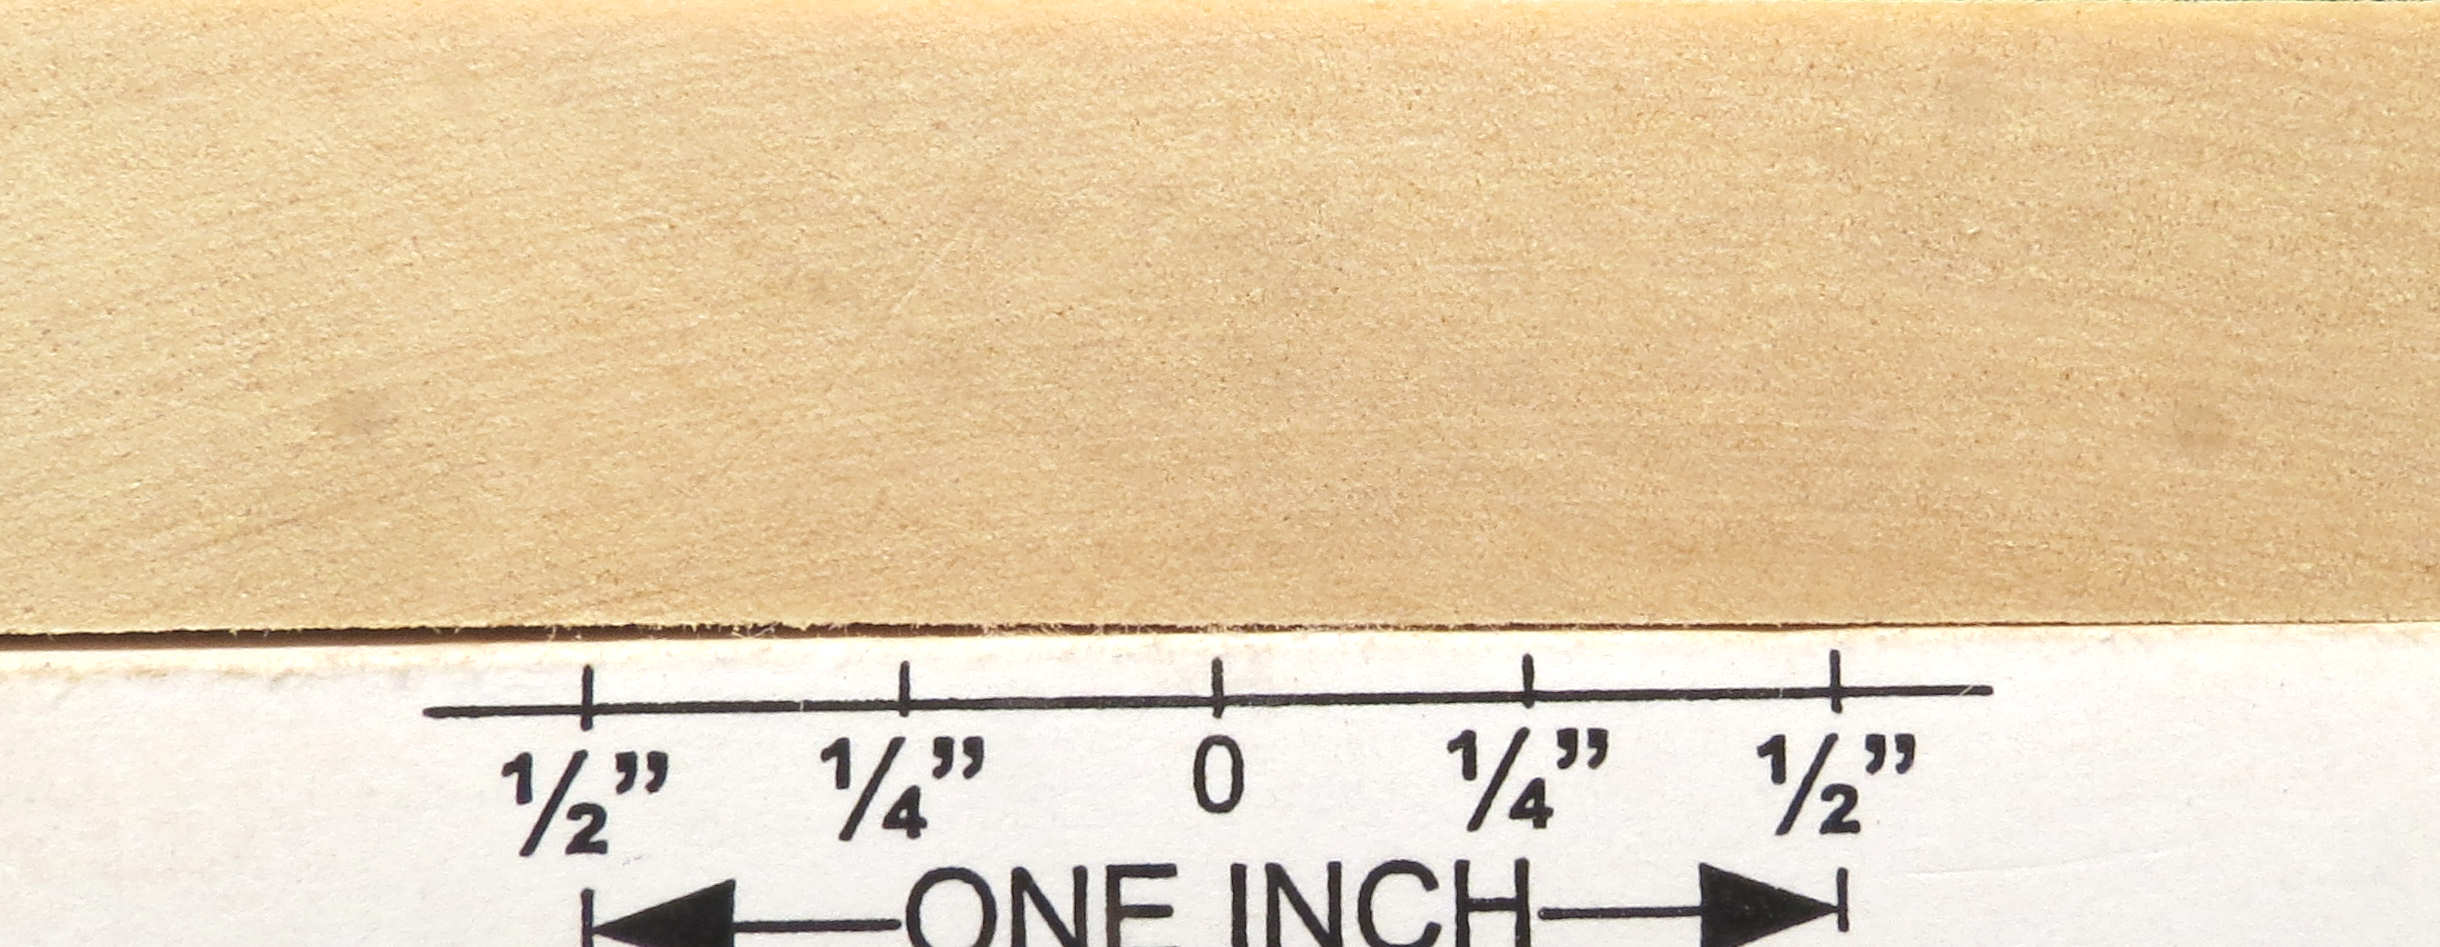 1/2” 1/4” 0 1/4” 1/2”
ONE INCH